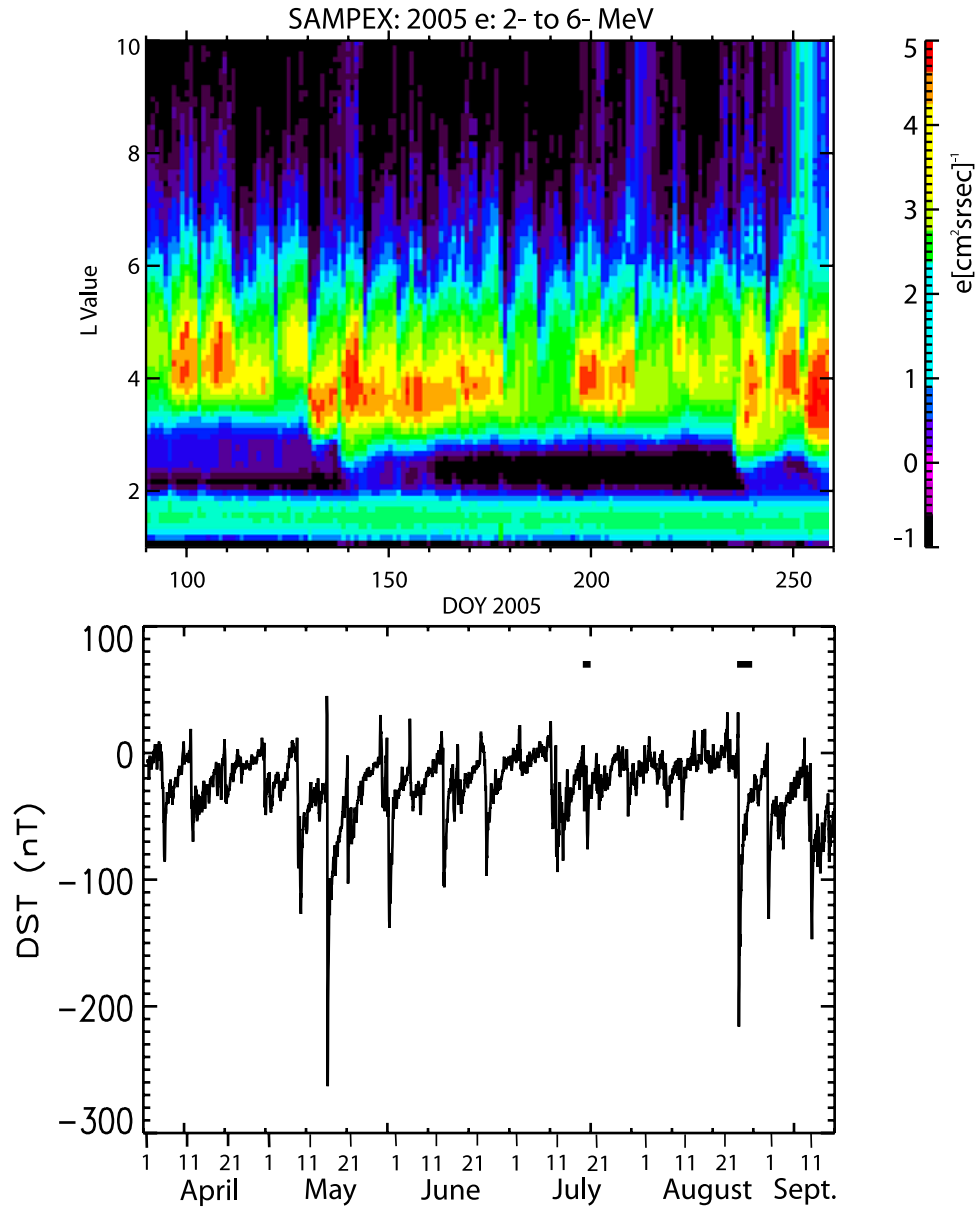 SAMPEX: 2005 e: 2- to 6- MeV
10
8
6
4
2
L Value
100 150 200 250
DOY 2005
5
4
3
2
1
0
-1
e[cm²srsec]⁻¹
100
0
−100
−200
−300
DST (nT)
1 11 21 1 11 21 1 11 21 1 11 21 1 11 21 1 11
April May June July August Sept.